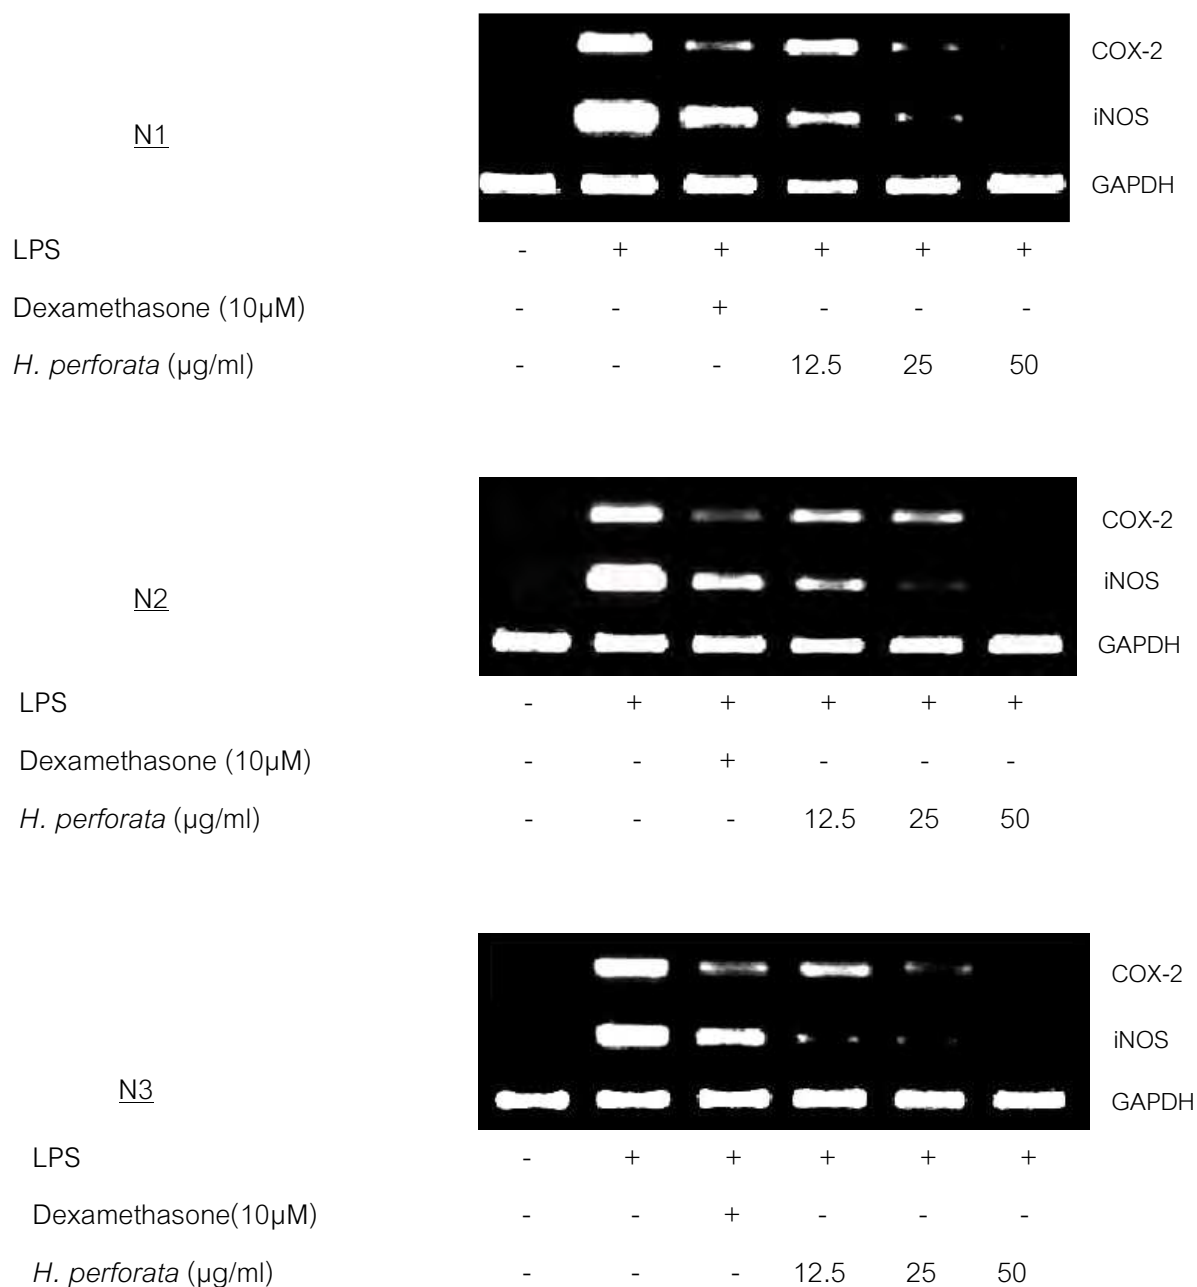 COX-2
iNOS
N1
GAPDH
LPS - + + + + +
Dexamethasone (10µM) - - + - - -
H. perforata (µg/ml) - - - 12.5 25 50
COX-2
iNOS
N2
GAPDH
LPS - + + + + +
Dexamethasone (10µM) - - + - - -
H. perforata (µg/ml) - - - 12.5 25 50
COX-2
iNOS
N3
GAPDH
LPS - + + + + +
Dexamethasone(10µM) - - + - - -
H. perforata (µg/ml) - - - 12.5 25 50